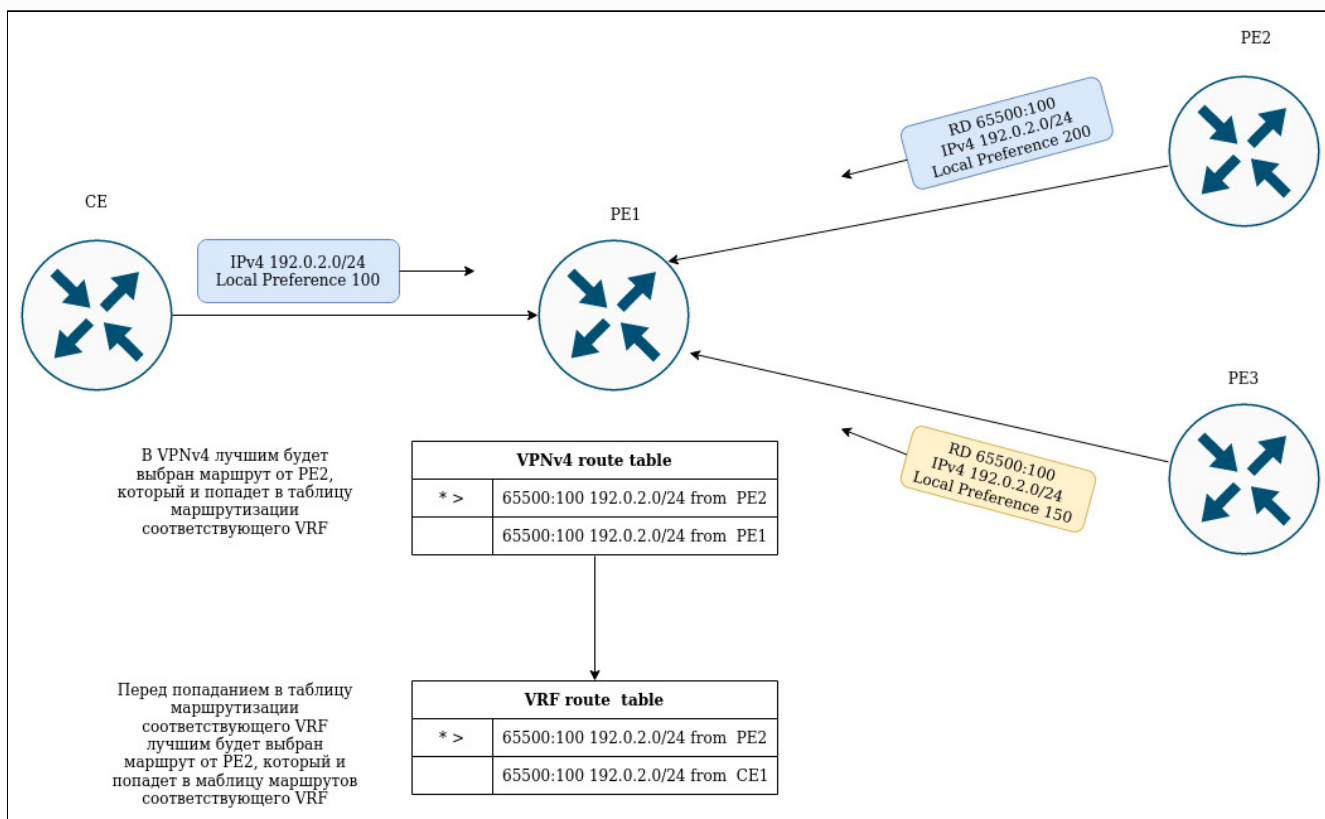 PE2
RD 65500:100
IPv4 192.0.2.0/24
Local Preference 200
CE
PE1
IPv4 192.0.2.0/24
Local Preference 100
PE3
RD 65500:100
IPv4 192.0.2.0/24
Local Preference 150
В VPNv4 лучшим будет
выбран маршрут от PE2,
который и попадет в таблицу
маршрутизации
соответствующего VRF
VPNv4 route table
* > 65500:100 192.0.2.0/24 from PE2
65500:100 192.0.2.0/24 from PE1
Перед попаданием в таблицу
маршрутизации
соответствующего VRF
лучшим будет выбран
маршрут от PE2, который и
попадет в маблицу маршрутов
соответствующего VRF
VRF route table
* > 65500:100 192.0.2.0/24 from PE2
65500:100 192.0.2.0/24 from CE1